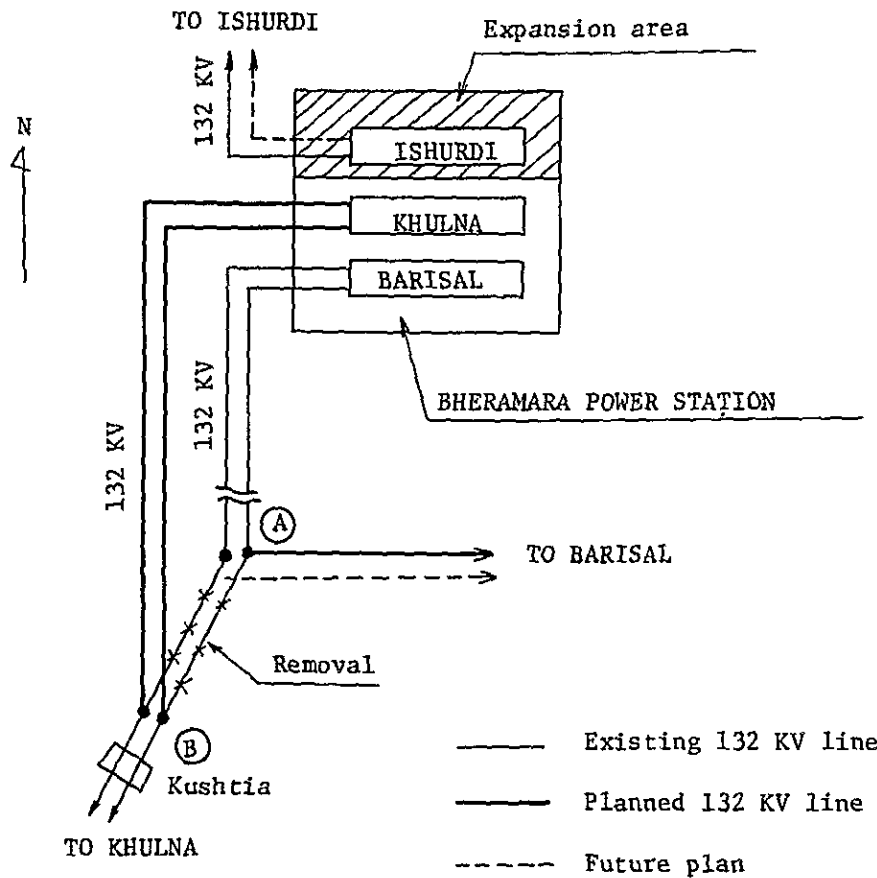 TO ISHURDI
Expansion area
132 KV
N
ISHURDI
KHULNA
BARISAL
132 KV
132 KV
BHERAMARA POWER STATION
A
TO BARISAL
Removal
B
Kushtia
TO KHULNA
Existing 132 KV line
Planned 132 KV line
Future plan